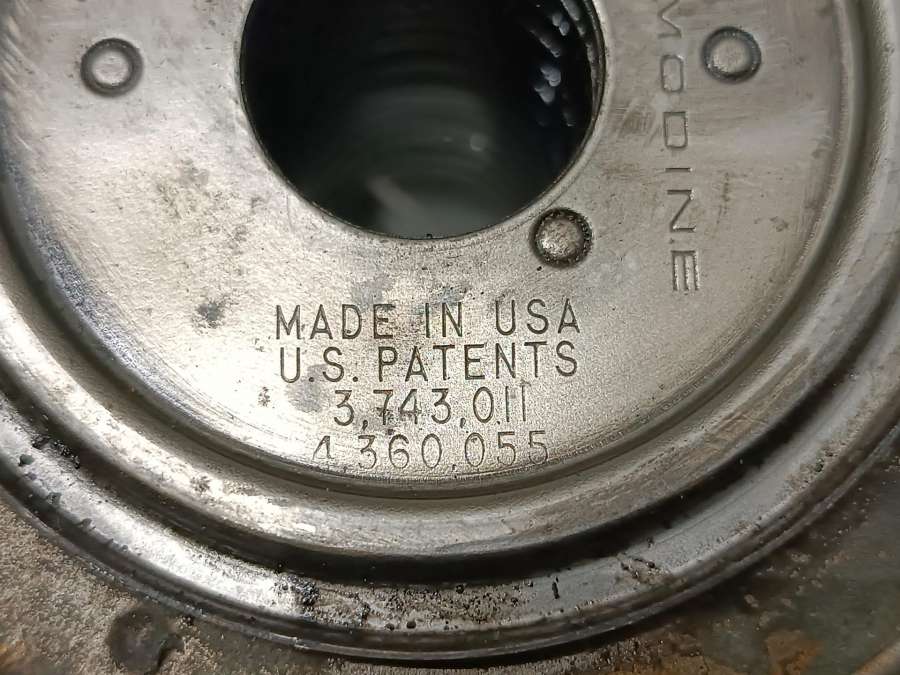 MODINE
MADE IN USA
U.S. PATENTS
3,743,011
4,360,055